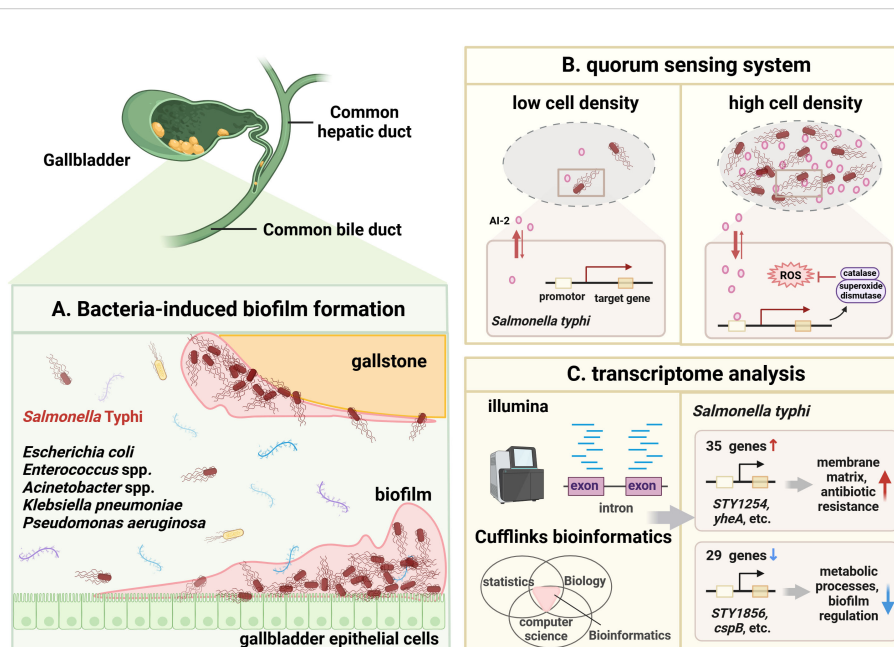 Gallbladder
Common
hepatic duct
Common bile duct
A. Bacteria-induced biofilm formation
gallstone
Salmonella Typhi
Escherichia coli
Enterococcus spp.
Acinetobacter spp.
Klebsiella pneumoniae
Pseudomonas aeruginosa
biofilm
gallbladder epithelial cells
B. quorum sensing system
low cell density
AI-2
promotor
target gene
Salmonella typhi
high cell density
ROS
catalase
superoxide
dismutase
C. transcriptome analysis
illumina
exon
exon
intron
Cufflinks bioinformatics
statistics
Biology
computer
science
Bioinformatics
Salmonella typhi
35 genes↑
STY1254,
yheA, etc.
membrane
matrix,
antibiotic
resistance
29 genes↓
STY1856,
cspB, etc.
metabolic
processes,
biofilm
regulation